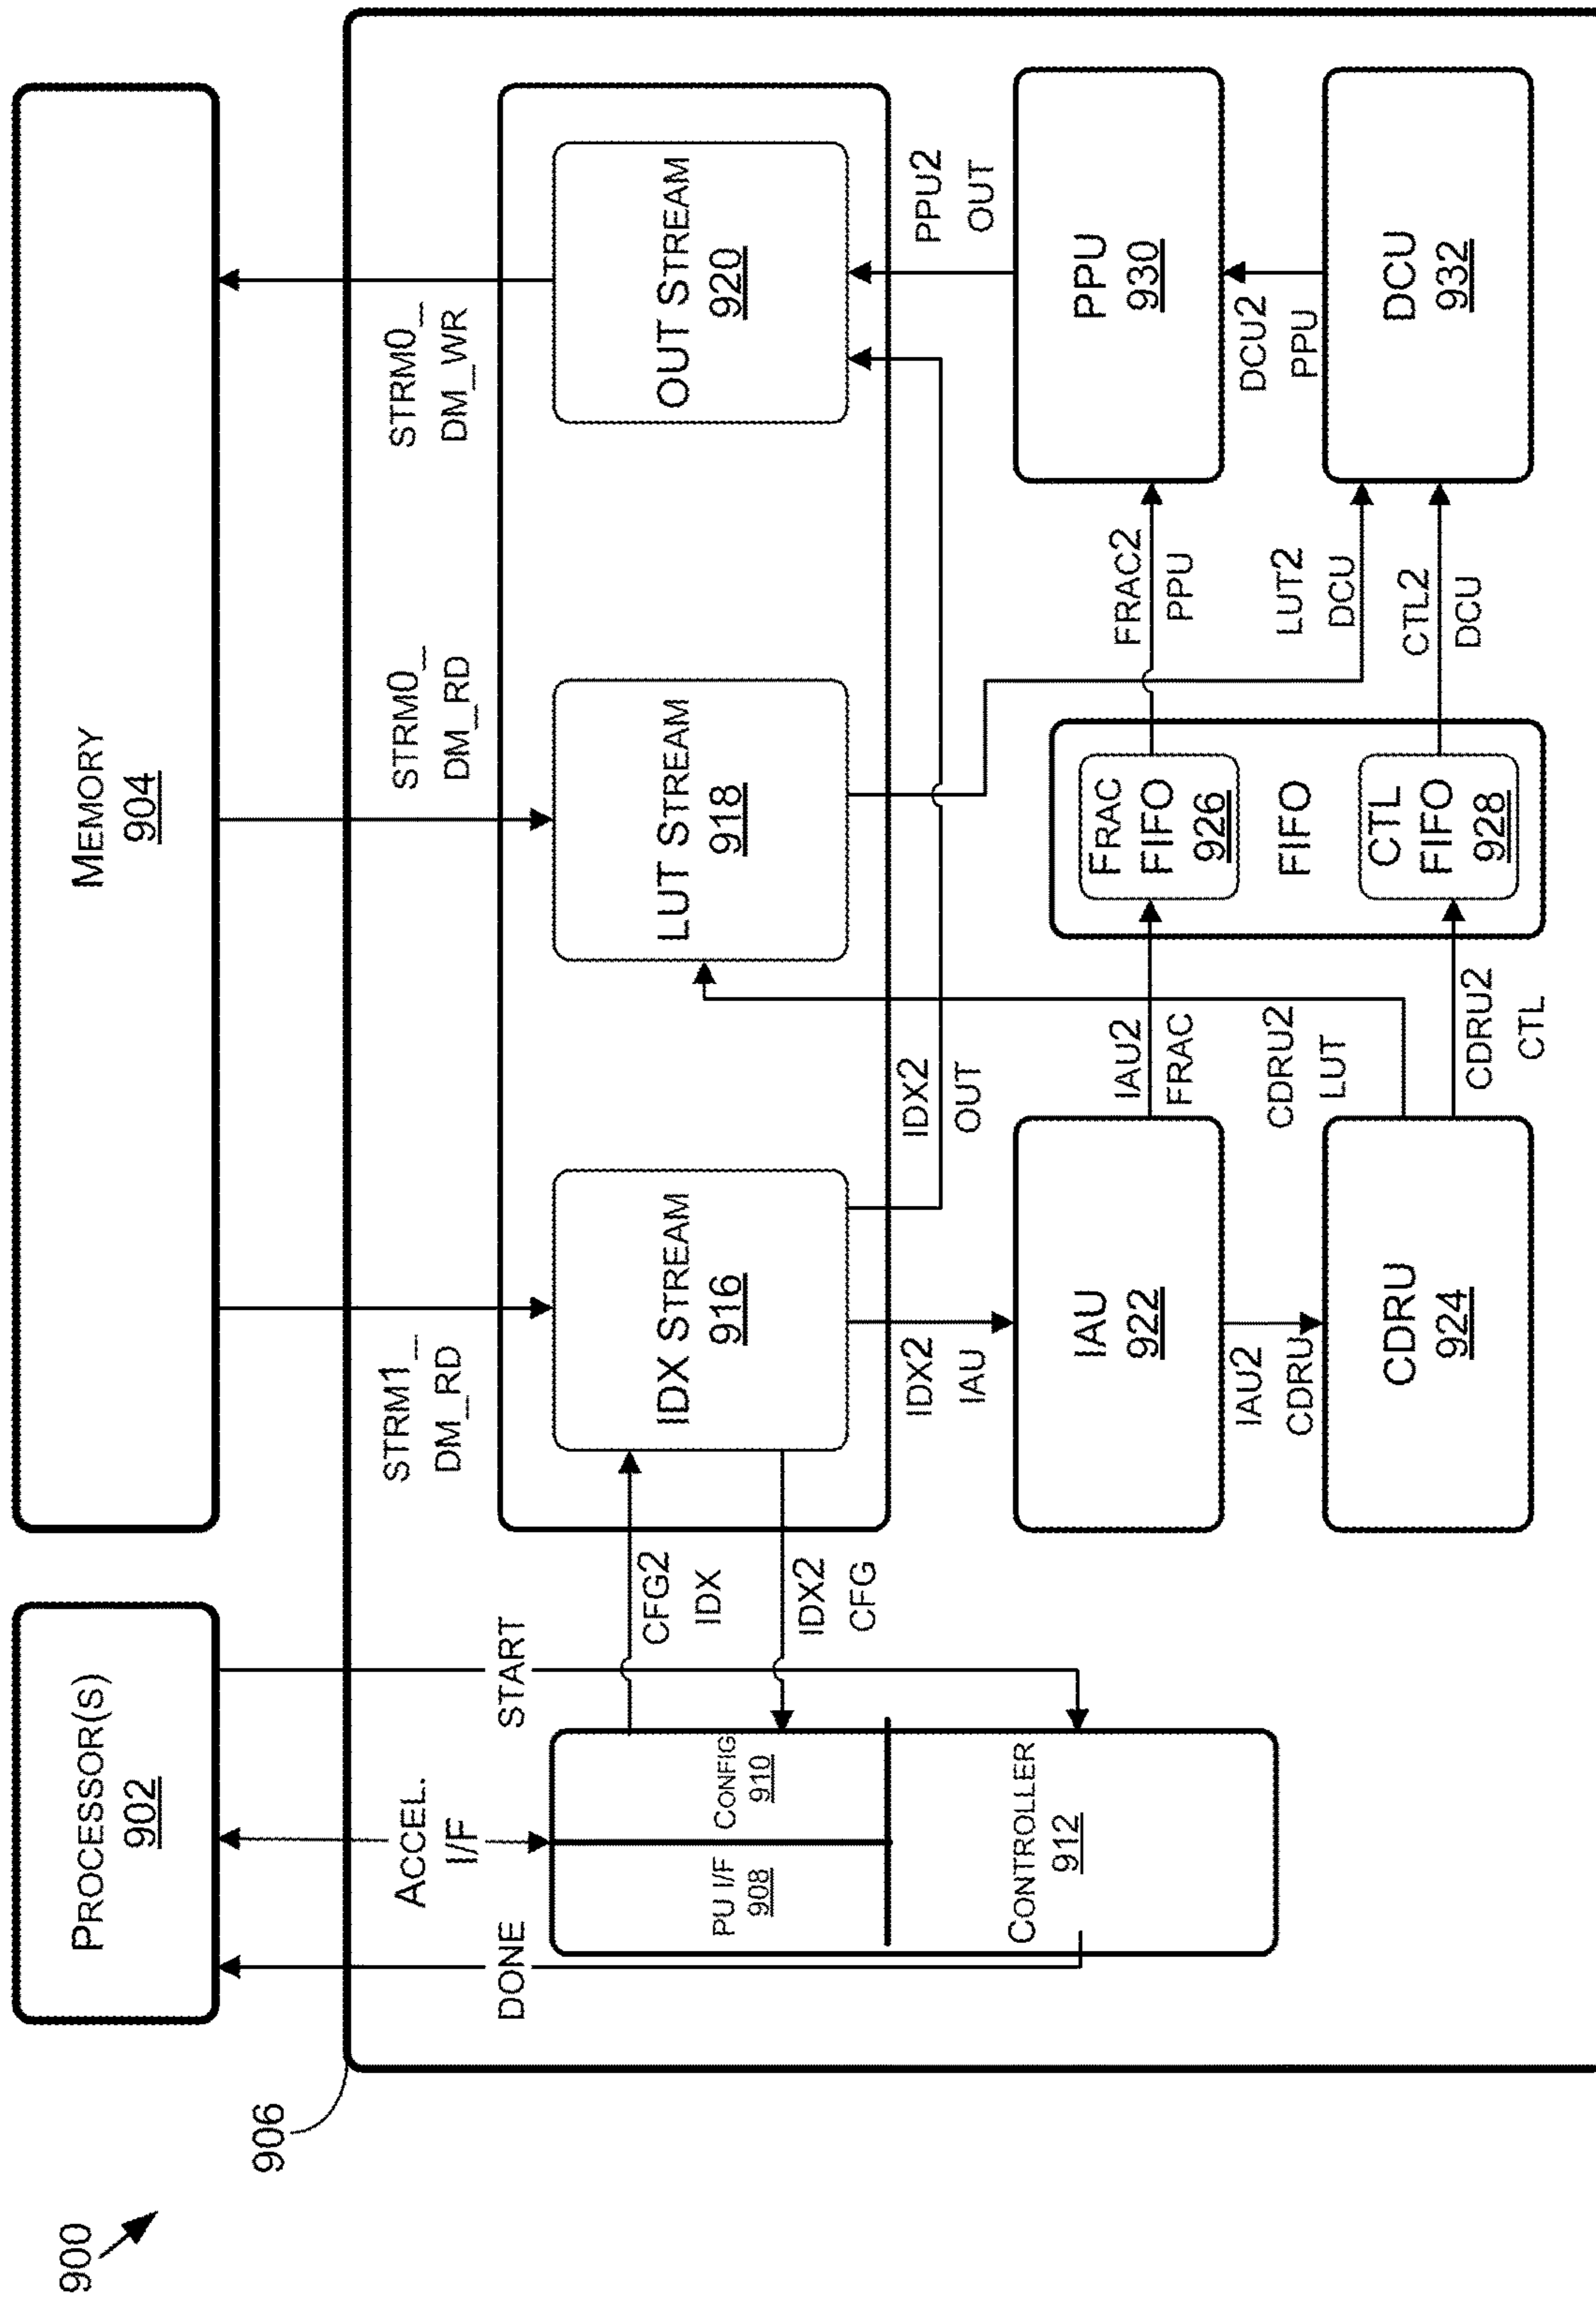 900
906
PROCESSOR(S)
902
MEMORY
904
DONE
ACCEL.
I/F
START
STRM1_
DM_RD
STRM0_
DM_RD
STRM0_
DM_WR
PU I/F
908
CONFIG
910
CONTROLLER
912
CFG2
IDX
IDX2
CFG
IDX STREAM
916
LUT STREAM
918
OUT STREAM
920
IDX2
IAU
IDX2
OUT
PPU2
OUT
IAU
922
IAU2
FRAC
FRAC
FIFO
926
FIFO
CTL
FIFO
928
FRAC2
PPU
PPU
930
IAU2
CDRU
CDRU2
LUT
LUT2
DCU
DCU2
PPU
CDRU
924
CDRU2
CTL
CTL2
DCU
DCU
932